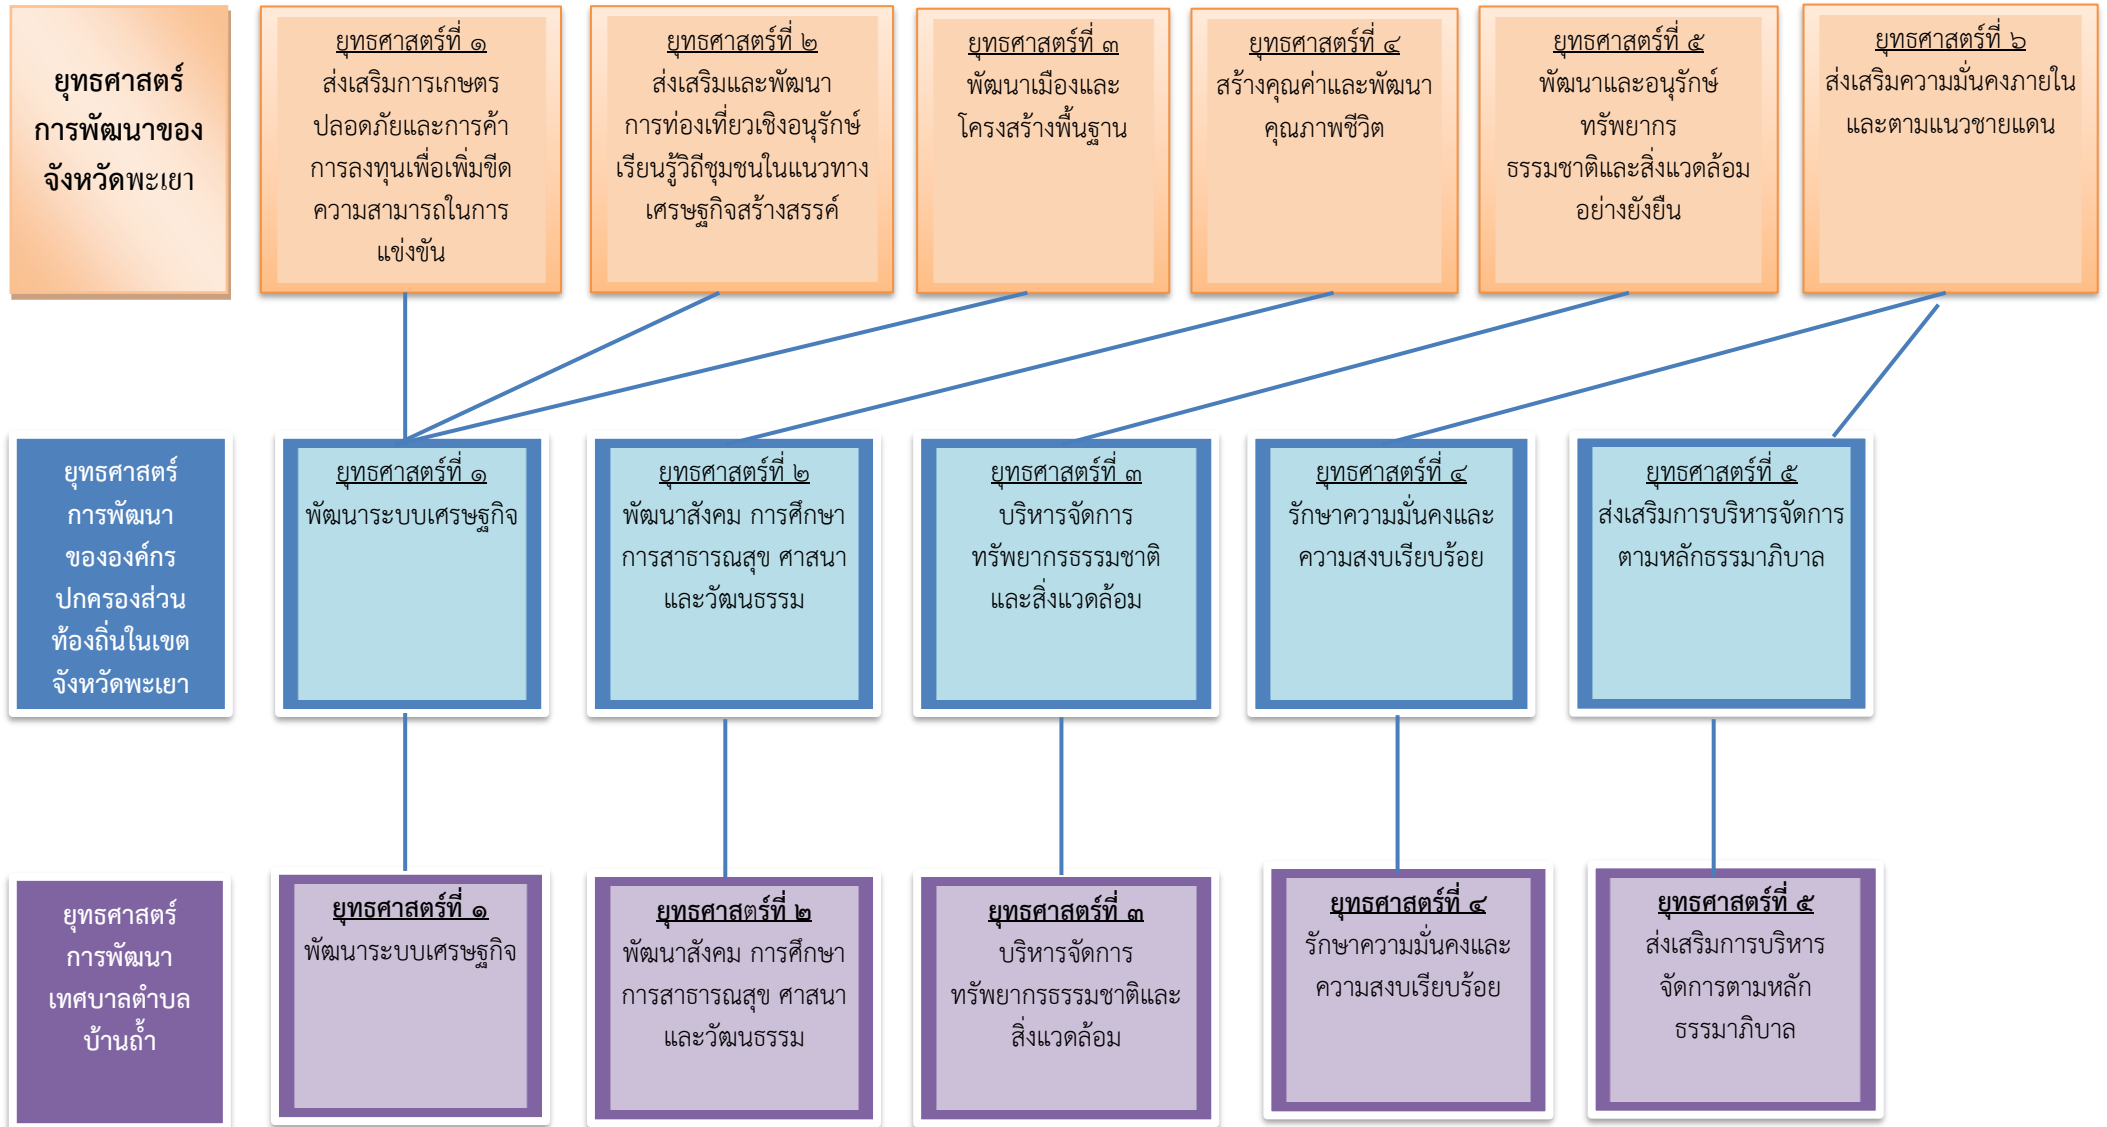 ยุทธศาสตร์
การพัฒนาของ
จังหวัดพะเยา
ยุทธศาสตร์ที่ ๑
ส่งเสริมการเกษตร
ปลอดภัยและการค้า
การลงทุนเพื่อเพิ่มขีด
ความสามารถในการ
แข่งขัน
ยุทธศาสตร์ที่ ๒
ส่งเสริมและพัฒนา
การท่องเที่ยวเชิงอนุรักษ์
เรียนรู้วิถีชุมชนในแนวทาง
เศรษฐกิจสร้างสรรค์
ยุทธศาสตร์ที่ ๓
พัฒนาเมืองและ
โครงสร้างพื้นฐาน
ยุทธศาสตร์ที่ ๔
สร้างคุณค่าและพัฒนา
คุณภาพชีวิต
ยุทธศาสตร์ที่ ๕
พัฒนาและอนุรักษ์
ทรัพยากร
ธรรมชาติและสิ่งแวดล้อม
อย่างยังยืน
ยุทธศาสตร์ที่ ๖
ส่งเสริมความมั่นคงภายใน
และตามแนวชายแดน
ยุทธศาสตร์
การพัฒนา
ขององค์กร
ปกครองส่วน
ท้องถิ่นในเขต
จังหวัดพะเยา
ยุทธศาสตร์ที่ ๑
พัฒนาระบบเศรษฐกิจ
ยุทธศาสตร์ที่ ๒
พัฒนาสังคม การศึกษา
การสาธารณสุข ศาสนา
และวัฒนธรรม
ยุทธศาสตร์ที่ ๓
บริหารจัดการ
ทรัพยากรธรรมชาติ
และสิ่งแวดล้อม
ยุทธศาสตร์ที่ ๔
รักษาความมั่นคงและ
ความสงบเรียบร้อย
ยุทธศาสตร์ที่ ๕
ส่งเสริมการบริหารจัดการ
ตามหลักธรรมาภิบาล
ยุทธศาสตร์
การพัฒนา
เทศบาลตำบล
บ้านถ้ำ
ยุทธศาสตร์ที่ ๑
พัฒนาระบบเศรษฐกิจ
ยุทธศาสตร์ที่ ๒
พัฒนาสังคม การศึกษา
การสาธารณสุข ศาสนา
และวัฒนธรรม
ยุทธศาสตร์ที่ ๓
บริหารจัดการ
ทรัพยากรธรรมชาติและ
สิ่งแวดล้อม
ยุทธศาสตร์ที่ ๔
รักษาความมั่นคงและ
ความสงบเรียบร้อย
ยุทธศาสตร์ที่ ๕
ส่งเสริมการบริหาร
จัดการตามหลัก
ธรรมาภิบาล